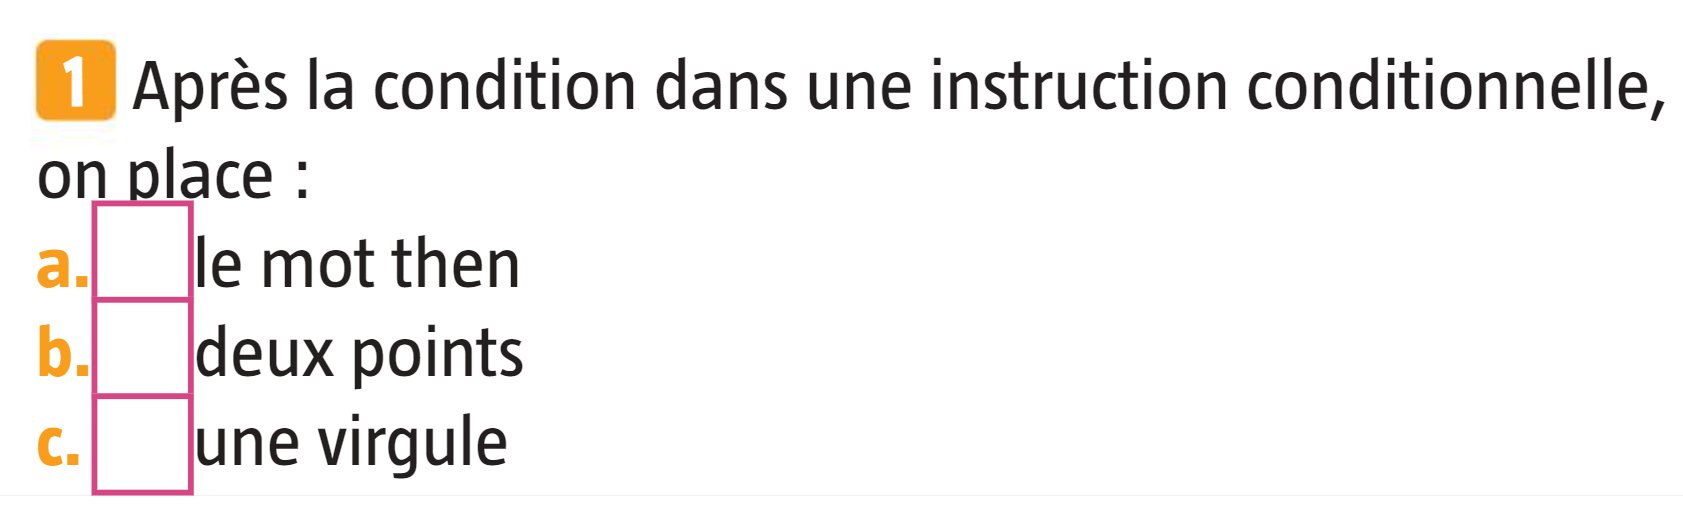 1 Après la condition dans une instruction conditionnelle,
on place :
a. le mot then
b. deux points
c. une virgule